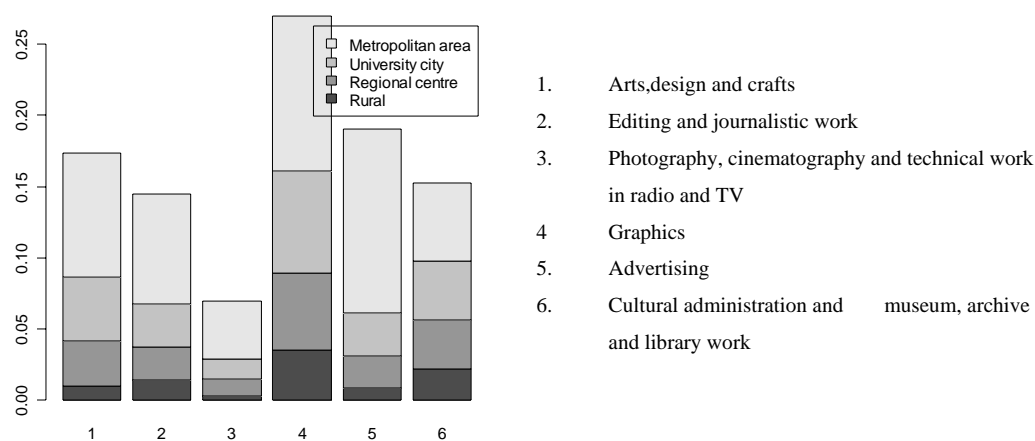 0.25
0.20
0.15
0.10
0.05
0.00
Metropolitan area
University city
Regional centre
Rural
1 2 3 4 5 6
1. Arts,design and crafts
2. Editing and journalistic work
3. Photography, cinematography and technical work
in radio and TV
4 Graphics
5. Advertising
6. Cultural administration and museum, archive
and library work